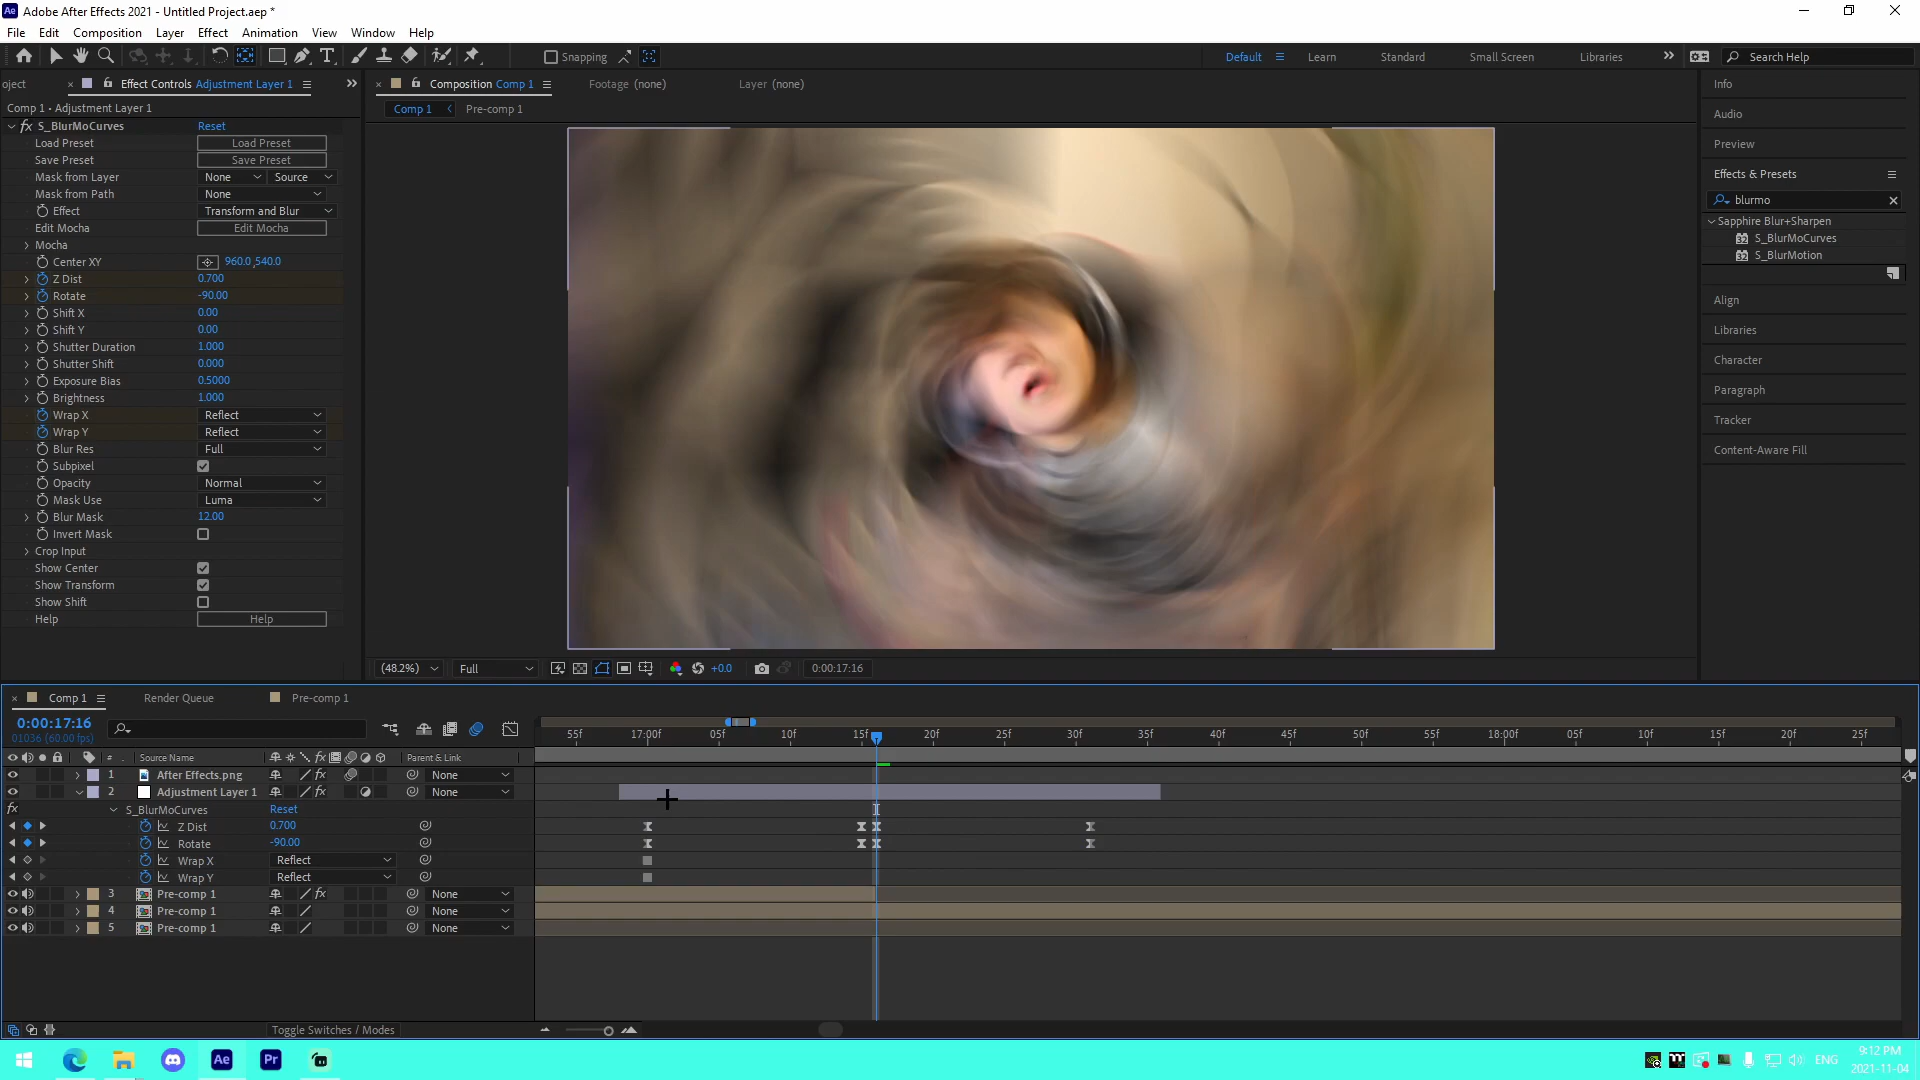 Adobe After Effects 2021 - Untitled Project.aep *
File Edit Composition Layer Effect Animation View Window Help
Snapping
Default Learn Standard Small Screen Libraries Search Help
oject Effect Controls Adjustment Layer 1
Comp 1 • Adjustment Layer 1
fx S_BlurMoCurves Reset
Load Preset Load Preset
Save Preset Save Preset
Mask from Layer None Source
Mask from Path None
Effect Transform and Blur
Edit Mocha Edit Mocha
Mocha
Center XY 960.0,540.0
Z Dist 0.700
Rotate -90.00
Shift X 0.00
Shift Y 0.00
Shutter Duration 1.000
Shutter Shift 0.000
Exposure Bias 0.5000
Brightness 1.000
Wrap X Reflect
Wrap Y Reflect
Blur Res Full
Subpixel
Opacity Normal
Mask Use Luma
Blur Mask 12.00
Invert Mask
Crop Input
Show Center
Show Transform
Show Shift
Help Help
Composition Comp 1 Footage (none) Layer (none)
Comp 1 Pre-comp 1
(48.2%) Full +0.0 0:00:17:16
Info
Audio
Preview
Effects & Presets
blurmo
Sapphire Blur+Sharpen
32 S_BlurMoCurves
32 S_BlurMotion
Align
Libraries
Character
Paragraph
Tracker
Content-Aware Fill
Comp 1 Render Queue Pre-comp 1
0:00:17:16
01036 (60.00 fps)
55f 17:00f 05f 10f 15f 20f 25f 30f 35f 40f 45f 50f 55f 18:00f 05f 10f 15f 20f 25f
# Source Name fx Parent & Link
1 After Effects.png fx None
2 Adjustment Layer 1 fx None
fx S_BlurMoCurves Reset
Z Dist 0.700
Rotate -90.00
Wrap X Reflect
Wrap Y Reflect
3 Pre-comp 1 fx None
4 Pre-comp 1 None
5 Pre-comp 1 None
Toggle Switches / Modes
Ae Pr
ENG
9:12 PM
2021-11-04